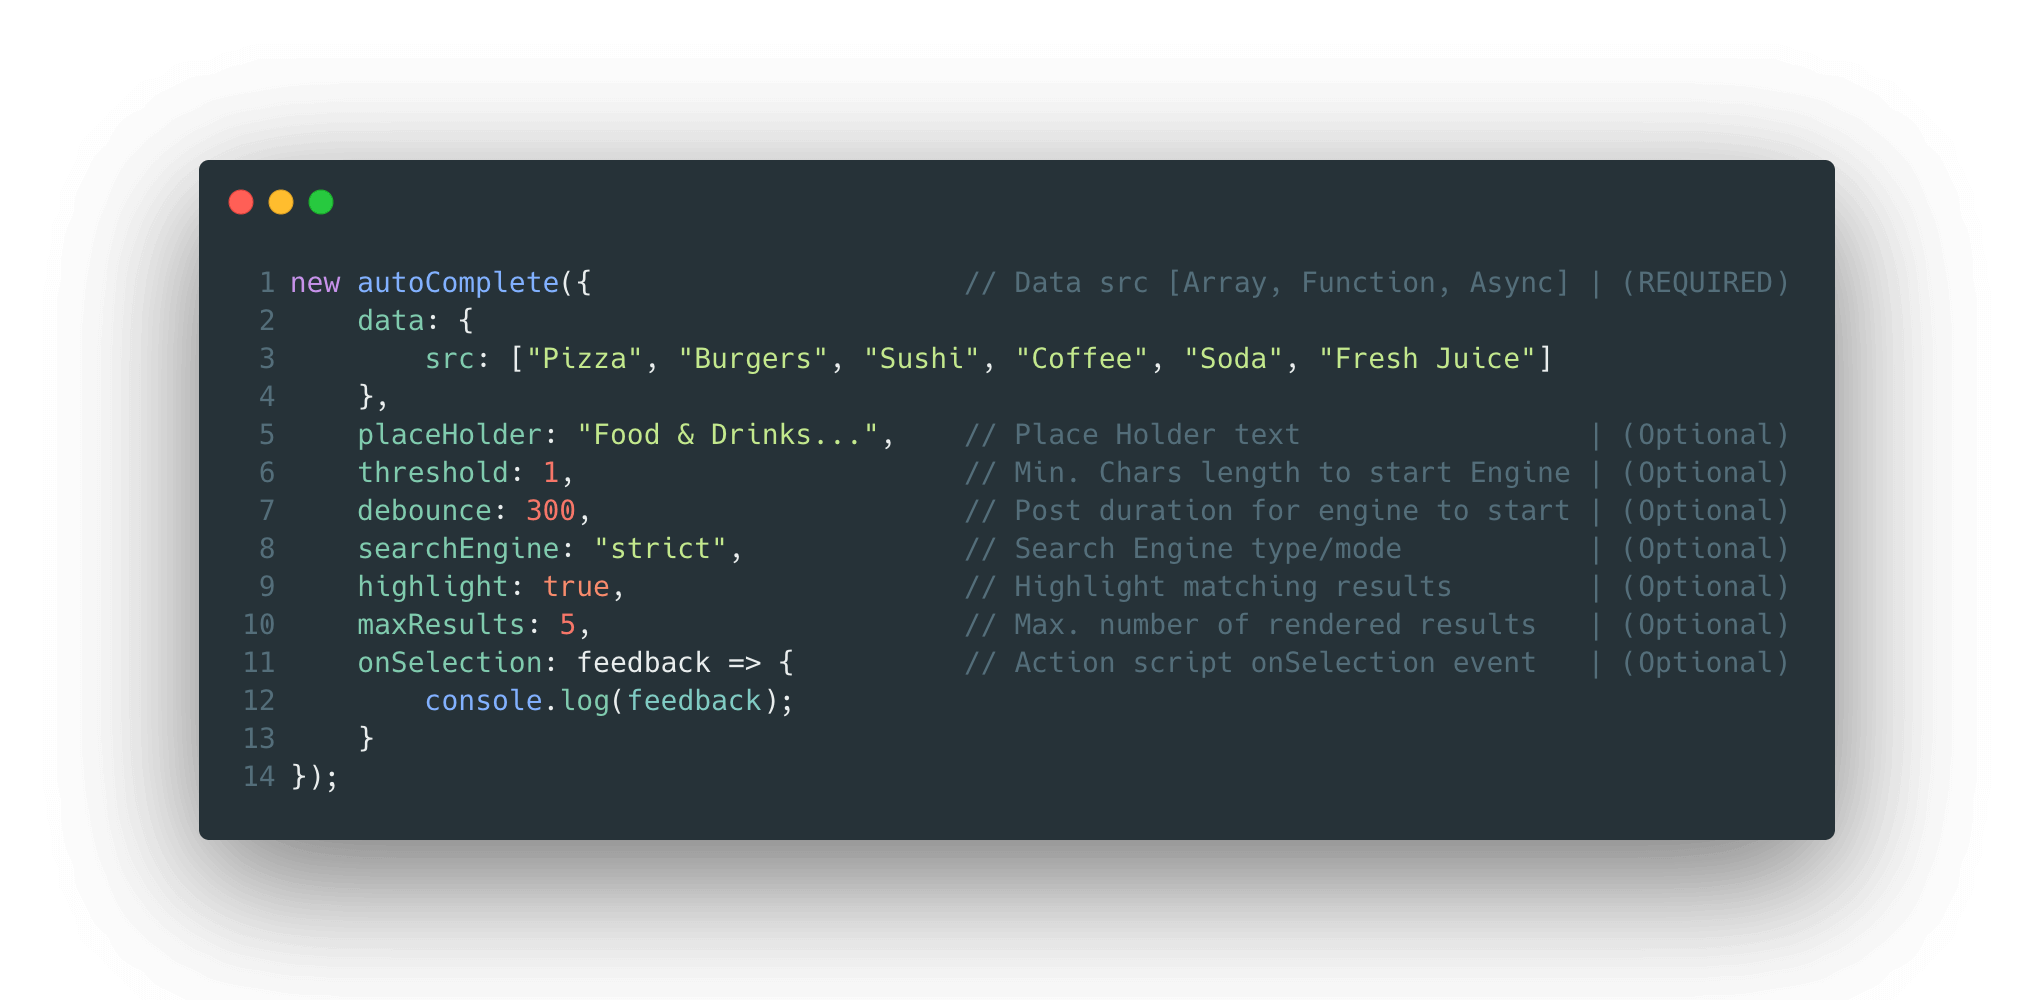 1 new autoComplete({                      // Data src [Array, Function, Async] | (REQUIRED)
2     data: {
3         src: ["Pizza", "Burgers", "Sushi", "Coffee", "Soda", "Fresh Juice"]
4     },
5     placeHolder: "Food & Drinks...",    // Place Holder text                 | (Optional)
6     threshold: 1,                       // Min. Chars length to start Engine | (Optional)
7     debounce: 300,                      // Post duration for engine to start | (Optional)
8     searchEngine: "strict",             // Search Engine type/mode           | (Optional)
9     highlight: true,                    // Highlight matching results        | (Optional)
10     maxResults: 5,                      // Max. number of rendered results   | (Optional)
11     onSelection: feedback => {          // Action script onSelection event   | (Optional)
12         console.log(feedback);
13     }
14 });